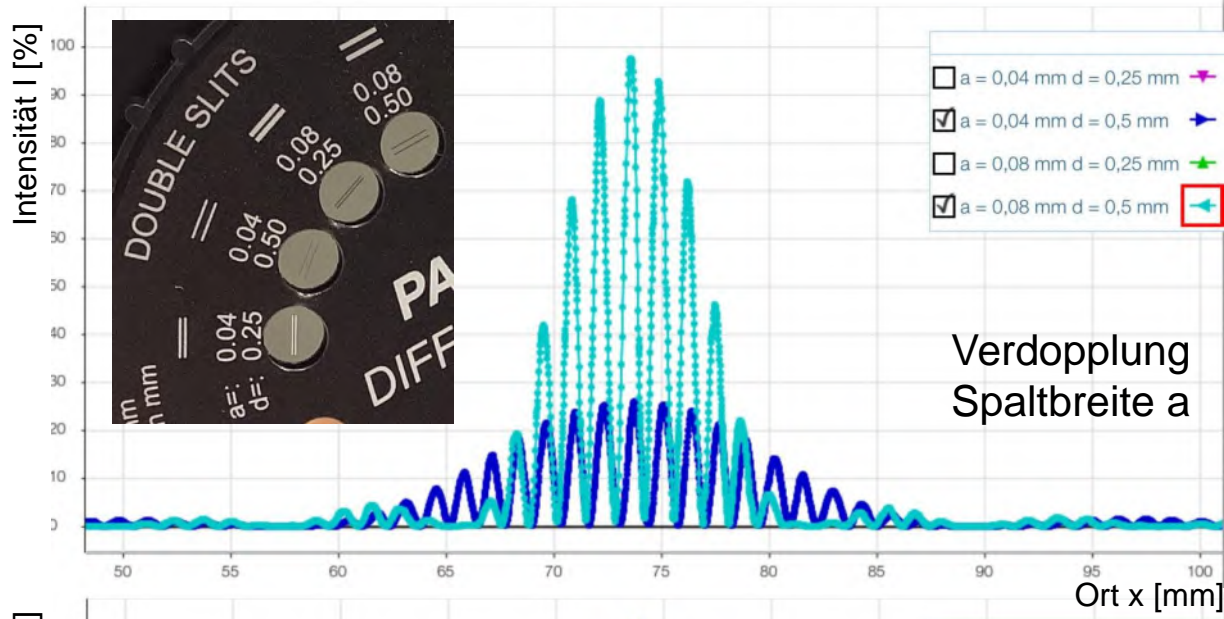 Intensität I [%]
100
90
80
70
60
50
40
30
20
10
0
DOUBLE SLITS
0.08
0.50
0.08
0.25
0.04
0.50
0.04
0.25
a=:
d=:
PA
DIFF
mm
a = 0,04 mm d = 0,25 mm
a = 0,04 mm d = 0,5 mm
a = 0,08 mm d = 0,25 mm
a = 0,08 mm d = 0,5 mm
Verdopplung
Spaltbreite a
50 55 60 65 70 75 80 85 90 95 100
Ort x [mm]
]